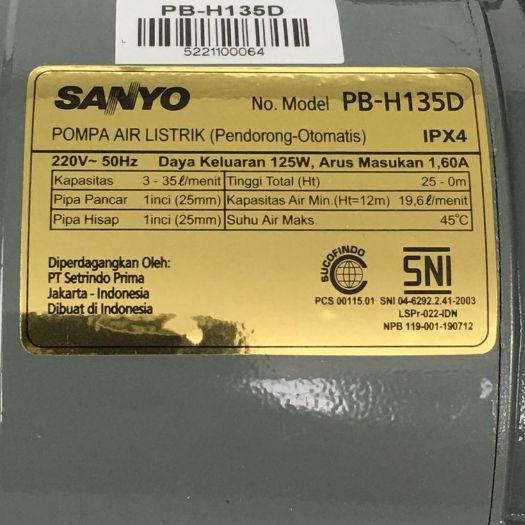 PB-H135D
5221100064
SANYO No. Model PB-H135D
POMPA AIR LISTRIK (Pendorong-Otomatis) IPX4
220V~ 50Hz Daya Keluaran 125W, Arus Masukan 1,60A
Kapasitas 3 - 35ℓ/menit Tinggi Total (Ht) 25 - 0m
Pipa Pancar 1inci (25mm) Kapasitas Air Min.(Ht=12m) 19,6ℓ/menit
Pipa Hisap 1inci (25mm) Suhu Air Maks. 45°C
Diperdagangkan Oleh:
PT Setrindo Prima
Jakarta - Indonesia
Dibuat di Indonesia
SUCOFINDO
PCS 00115.01
SNI
SNI 04-6292.2.41-2003
LSPr-022-IDN
NPB 119-001-190712